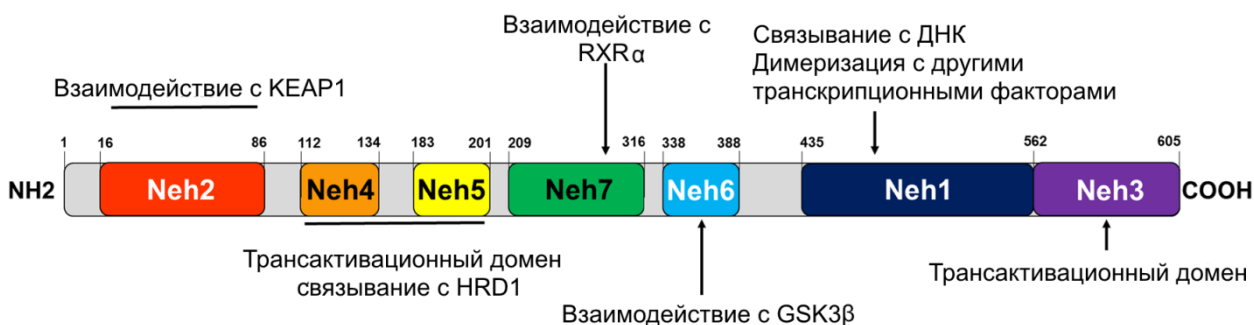 Взаимодействие с
RXRα
Связывание с ДНК
Димеризация с другими
транскрипционными факторами
Взаимодействие с KEAP1
1 16 86 112 134 183 201 209 316 338 388 435 562 605
NH2 Neh2 Neh4 Neh5 Neh7 Neh6 Neh1 Neh3 COOH
Трансактивационный домен
связывание с HRD1
Трансактивационный домен
Взаимодействие с GSK3β